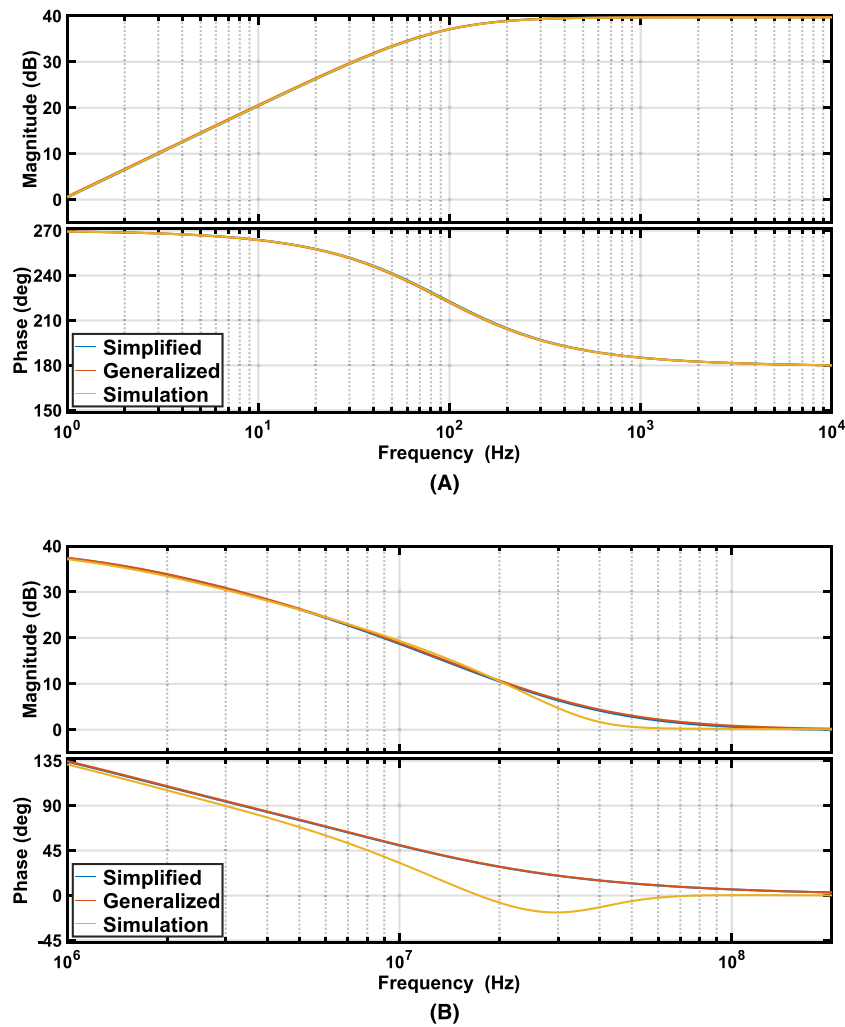 40
30
20
10
0
Magnitude (dB)
270
240
210
180
150
Phase (deg)
Simplified
Generalized
Simulation
10^0 10^1 10^2 10^3 10^4
Frequency (Hz)
(A)
40
30
20
10
0
Magnitude (dB)
135
90
45
0
-45
Phase (deg)
Simplified
Generalized
Simulation
10^6 10^7 10^8
Frequency (Hz)
(B)